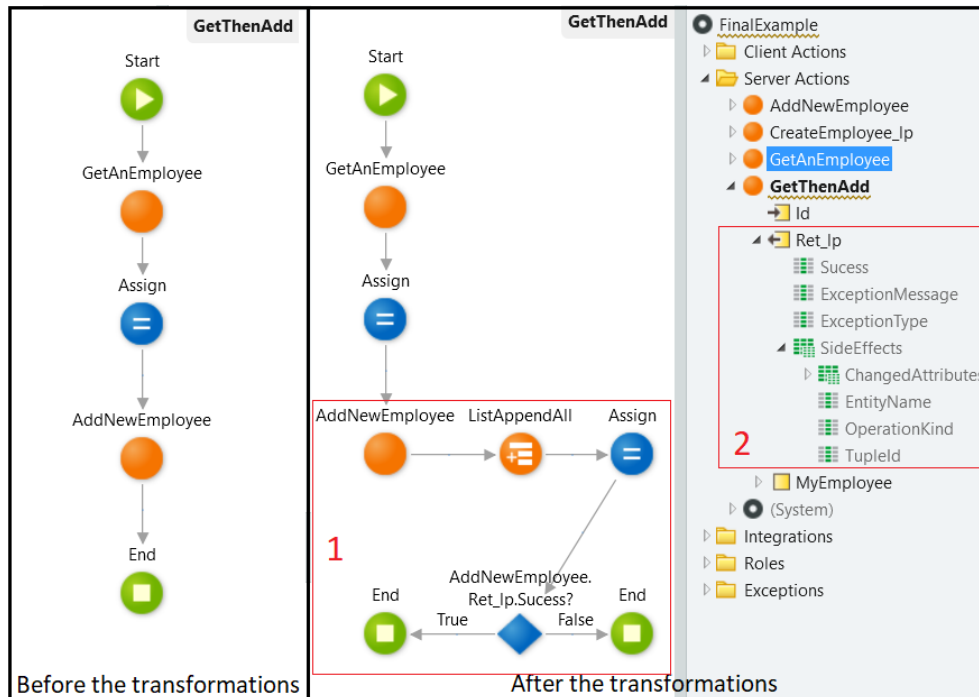 GetThenAdd
Start
GetAnEmployee
Assign
AddNewEmployee
End
Before the transformations
GetThenAdd
Start
GetAnEmployee
Assign
AddNewEmployee
ListAppendAll
Assign
1
AddNewEmployee.
Ret_lp.Sucess?
End
True
False
End
After the transformations
FinalExample
Client Actions
Server Actions
AddNewEmployee
CreateEmployee_lp
GetAnEmployee
GetThenAdd
Id
Ret_lp
Sucess
ExceptionMessage
ExceptionType
SideEffects
ChangedAttributes
EntityName
OperationKind
TupleId
2
MyEmployee
(System)
Integrations
Roles
Exceptions